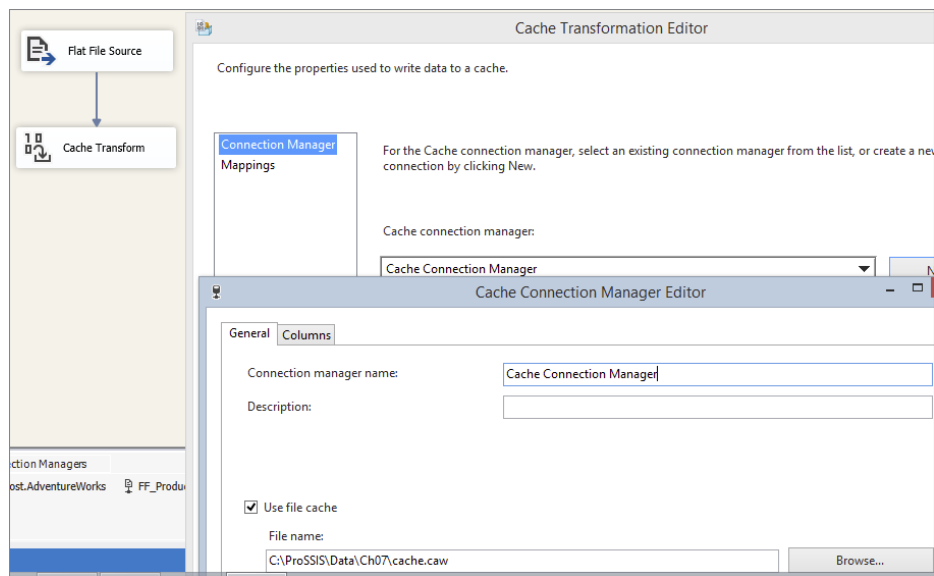 Flat File Source
Cache Transform
Cache Transformation Editor
Configure the properties used to write data to a cache.
Connection Manager
Mappings
For the Cache connection manager, select an existing connection manager from the list, or create a new
connection by clicking New.
Cache connection manager:
Cache Connection Manager
N
Cache Connection Manager Editor
General
Columns
Connection manager name:
Cache Connection Manager
Description:
ction Managers
ost.AdventureWorks
FF_Produ
Use file cache
File name:
C:\ProSSIS\Data\Ch07\cache.caw
Browse...